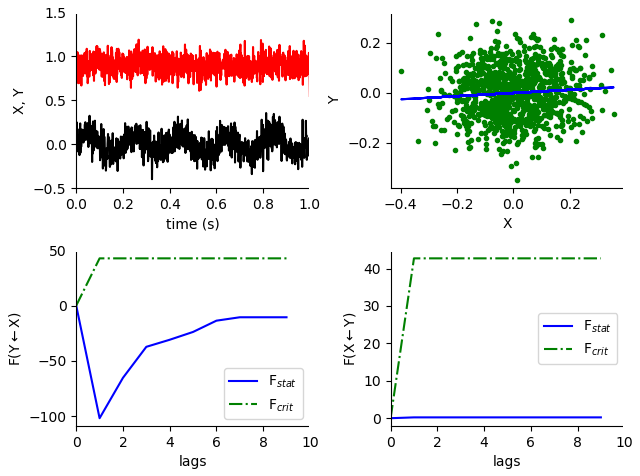 1.5
1.0
0.5
0.0
−0.5
X, Y
0.0 0.2 0.4 0.6 0.8 1.0
time (s)
0.2
0.0
−0.2
Y
−0.4 −0.2 0.0 0.2
X
50
0
−50
−100
F(Y←X)
F_stat
F_crit
0 2 4 6 8 10
lags
40
30
20
10
0
F(X←Y)
F_stat
F_crit
0 2 4 6 8 10
lags